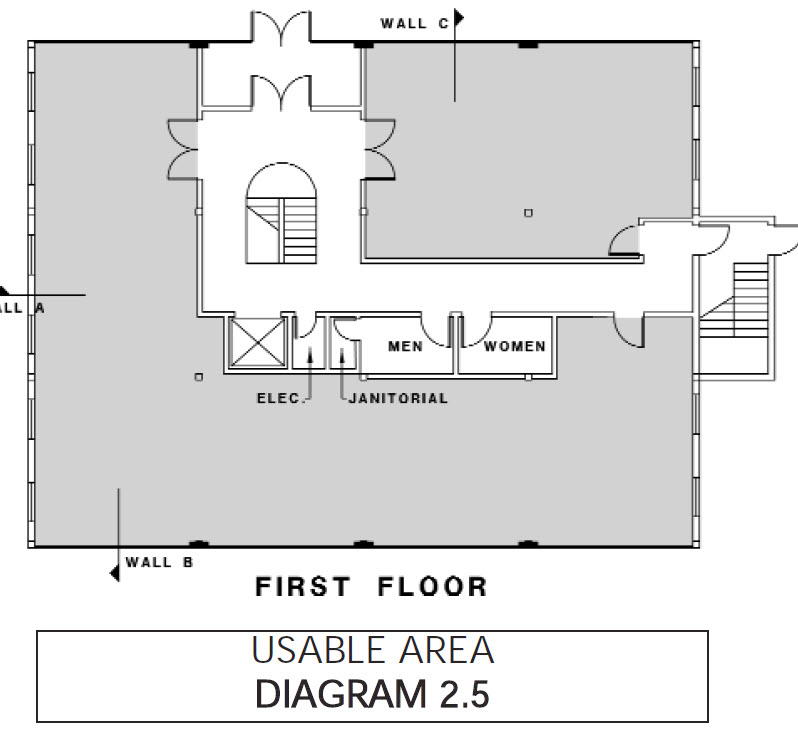 WALL C
ALL A
MEN
WOMEN
ELEC.
JANITORIAL
WALL B
FIRST FLOOR
USABLE AREA
DIAGRAM 2.5